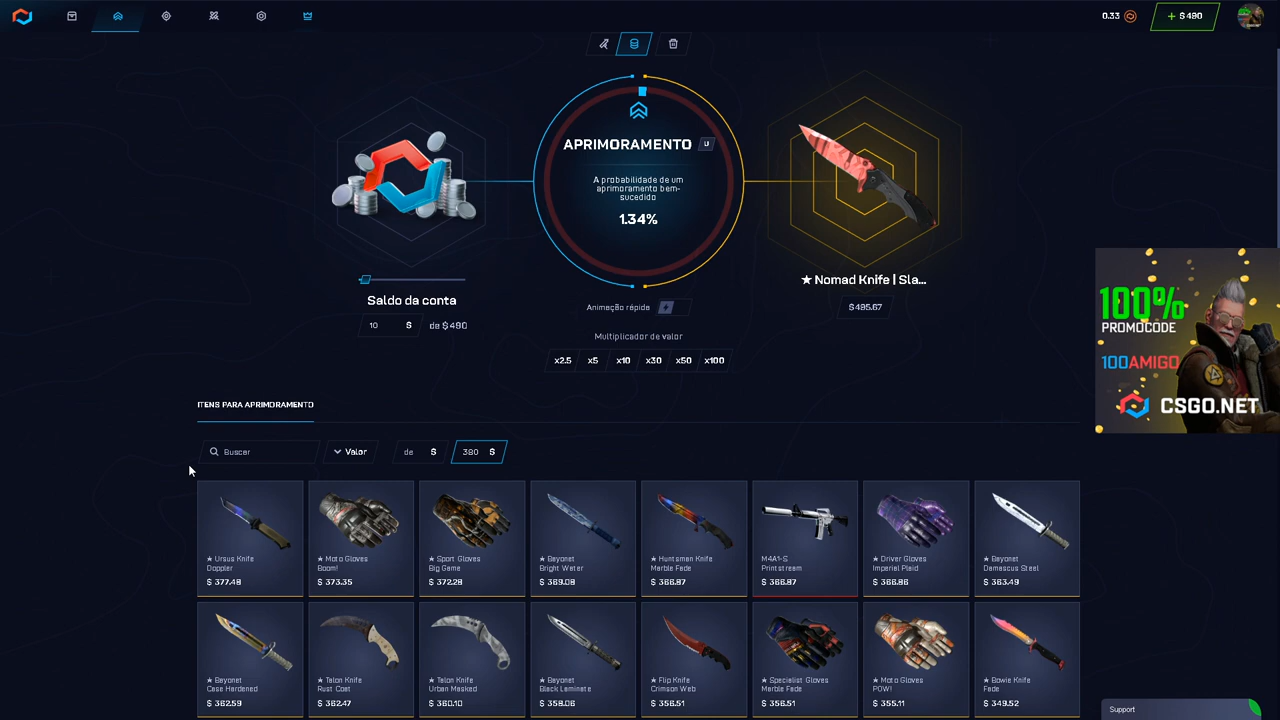 0.33
+ $ 490
APRIMORAMENTO U
A probabilidade de um
aprimoramento bem-
sucedido
1.34%
★ Nomad Knife | Sla...
$495.67
Saldo da conta
10 $ de $ 490
Animação rápida
Multiplicador de valor
x2.5 x5 x10 x30 x50 x100
100%
PROMOCODE
100AMIGO
CSGO.NET
ITENS PARA APRIMORAMENTO
Buscar Valor de $ 380 $
★ Ursus Knife
Doppler
$ 377.48
★ Moto Gloves
Boom!
$ 373.35
★ Sport Gloves
Big Game
$ 372.28
★ Bayonet
Bright Water
$ 369.08
★ Huntsman Knife
Marble Fade
$ 366.87
M4A1-S
Printstream
$ 366.87
★ Driver Gloves
Imperial Plaid
$ 366.86
★ Bayonet
Damascus Steel
$ 363.49
★ Bayonet
Case Hardened
$ 362.59
★ Talon Knife
Rust Coat
$ 362.47
★ Talon Knife
Urban Masked
$ 360.10
★ Bayonet
Black Laminate
$ 358.06
★ Flip Knife
Crimson Web
$ 356.51
★ Specialist Gloves
Marble Fade
$ 356.51
★ Moto Gloves
POW!
$ 355.11
★ Bowie Knife
Fade
$ 349.52
Support